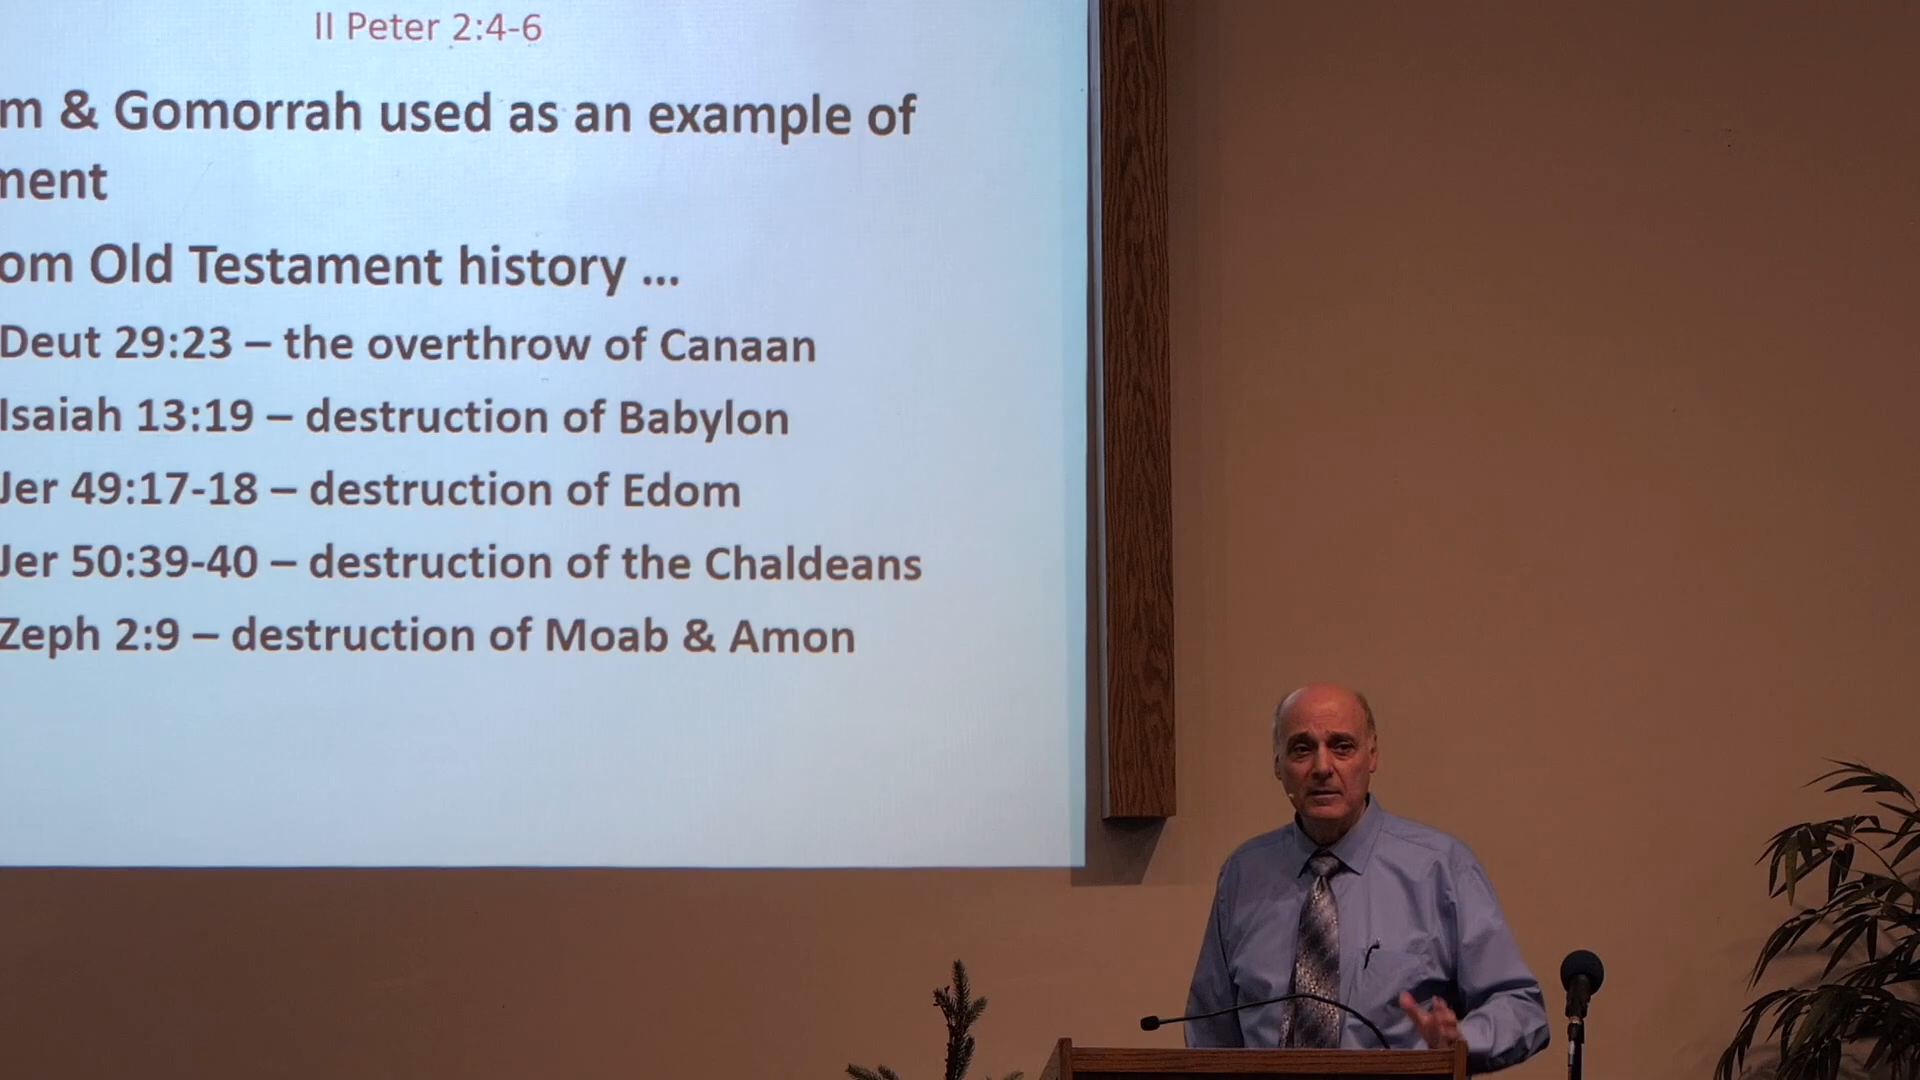 II Peter 2:4-6
m & Gomorrah used as an example of
ment
om Old Testament history ...
Deut 29:23 – the overthrow of Canaan
Isaiah 13:19 – destruction of Babylon
Jer 49:17-18 – destruction of Edom
Jer 50:39-40 – destruction of the Chaldeans
Zeph 2:9 – destruction of Moab & Amon